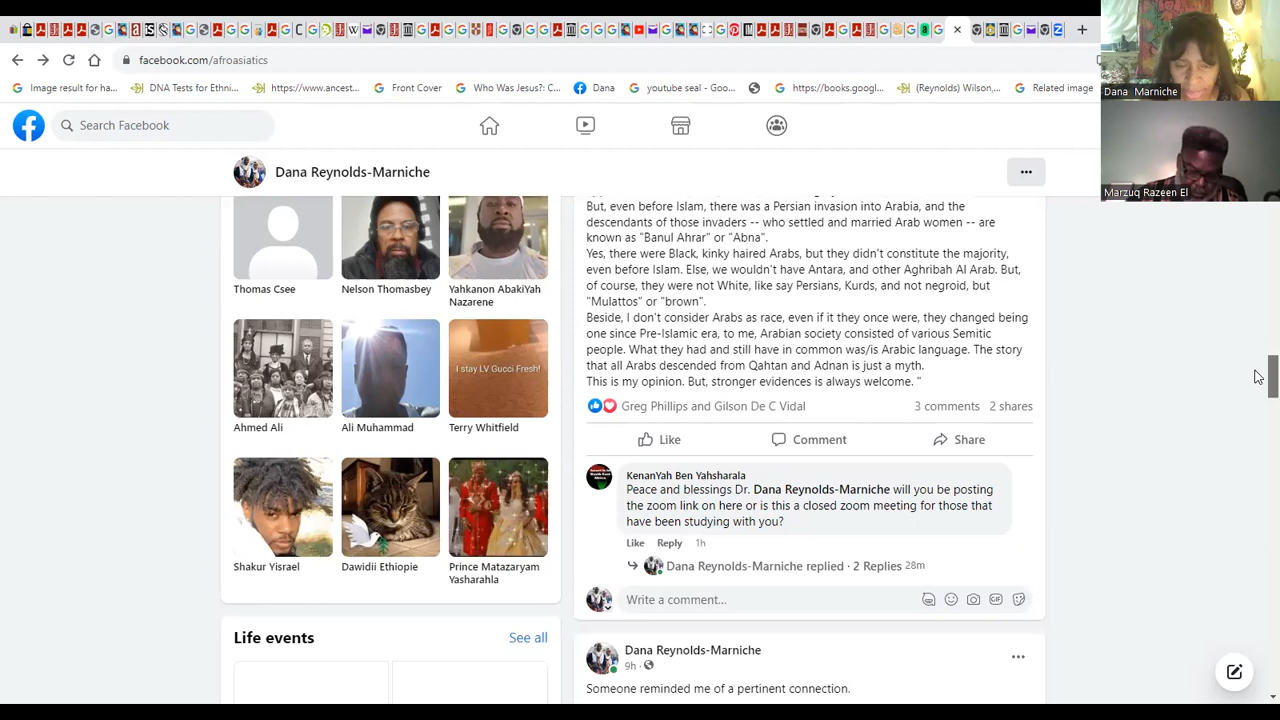 facebook.com/afroasiatics
Image result for ha...
DNA Tests for Ethni...
https://www.ancest...
Front Cover
Who Was Jesus?: C...
Dana
youtube seal - Goo...
https://books.googl...
(Reynolds) Wilson,...
Related image
Dana Marniche
Marzuq Razeen El
Search Facebook
Dana Reynolds-Marniche
Thomas Csee
Nelson Thomasbey
Yahkanon AbakiYah
Nazarene
I stay LV Gucci Fresh!
Ahmed Ali
Ali Muhammad
Terry Whitfield
Shakur Yisrael
Dawidii Ethiopie
Prince Matazaryam
Yasharahla
Life events
See all
But, even before Islam, there was a Persian invasion into Arabia, and the
descendants of those invaders -- who settled and married Arab women -- are
known as "Banul Ahrar" or "Abna".
Yes, there were Black, kinky haired Arabs, but they didn't constitute the majority,
even before Islam. Else, we wouldn't have Antara, and other Aghribah Al Arab. But,
of course, they were not White, like say Persians, Kurds, and not negroid, but
"Mulattos" or "brown".
Beside, I don't consider Arabs as race, even if it they once were, they changed being
one since Pre-Islamic era, to me, Arabian society consisted of various Semitic
people. What they had and still have in common was/is Arabic language. The story
that all Arabs descended from Qahtan and Adnan is just a myth.
This is my opinion. But, stronger evidences is always welcome. "
Greg Phillips and Gilson De C Vidal
3 comments 2 shares
Like
Comment
Share
KenanYah Ben Yahsharala
Peace and blessings Dr. Dana Reynolds-Marniche will you be posting
the zoom link on here or is this a closed zoom meeting for those that
have been studying with you?
Like Reply 1h
Dana Reynolds-Marniche replied · 2 Replies 28m
Write a comment...
GIF
Dana Reynolds-Marniche
9h ·
Someone reminded me of a pertinent connection.